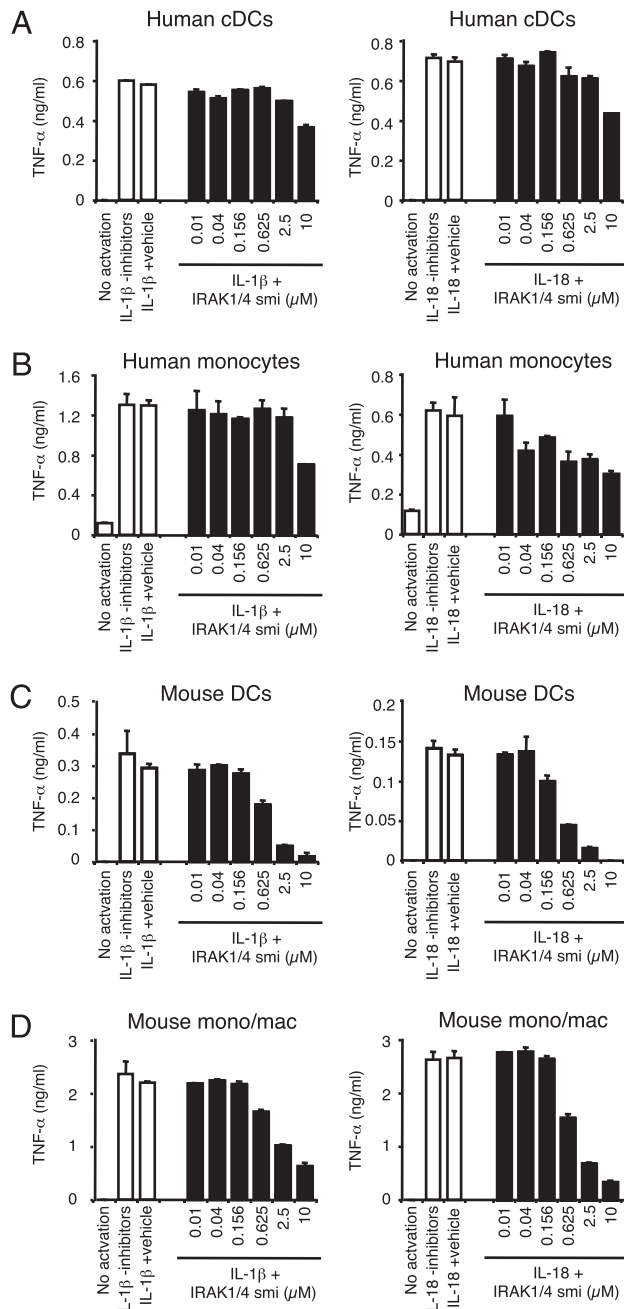 A
Human cDCs
TNF-α (ng/ml)
0.8
0.6
0.4
0.2
0
No actvation
IL-1β -inhibitors
IL-1β +vehicle
0.01
0.04
0.156
0.625
2.5
10
IL-1β +
IRAK1/4 smi (μM)
Human cDCs
TNF-α (ng/ml)
0.8
0.6
0.4
0.2
0
No actvation
IL-18 -inhibitors
IL-18 +vehicle
0.01
0.04
0.156
0.625
2.5
10
IL-18 +
IRAK1/4 smi (μM)
B
Human monocytes
TNF-α (ng/ml)
1.6
1.2
0.8
0.4
0
No activation
IL-1β -inhibitors
IL-1β +vehicle
0.01
0.04
0.156
0.625
2.5
10
IL-1β +
IRAK1/4 smi (μM)
Human monocytes
TNF-α (ng/ml)
0.8
0.6
0.4
0.2
0
No activation
IL-18 -inhibitors
IL-18 +vehicle
0.01
0.04
0.156
0.625
2.5
10
IL-18 +
IRAK1/4 smi (μM)
C
Mouse DCs
TNF-α (ng/ml)
0.5
0.4
0.3
0.2
0.1
0
No actvation
IL-1β -inhibitors
IL-1β +vehicle
0.01
0.04
0.156
0.625
2.5
10
IL-1β +
IRAK1/4 smi (μM)
Mouse DCs
TNF-α (ng/ml)
0.2
0.15
0.1
0.05
0
No actvation
IL-18 -inhibitors
IL-18 +vehicle
0.01
0.04
0.156
0.625
2.5
10
IL-18 +
IRAK1/4 smi (μM)
D
Mouse mono/mac
TNF-α (ng/ml)
3
2
1
0
No actvation
IL-1β -inhibitors
IL-1β +vehicle
0.01
0.04
0.156
0.625
2.5
10
IL-1β +
IRAK1/4 smi (μM)
Mouse mono/mac
TNF-α (ng/ml)
3
2
1
0
No actvation
IL-18 -inhibitors
IL-18 +vehicle
0.01
0.04
0.156
0.625
2.5
10
IL-18 +
IRAK1/4 smi (μM)